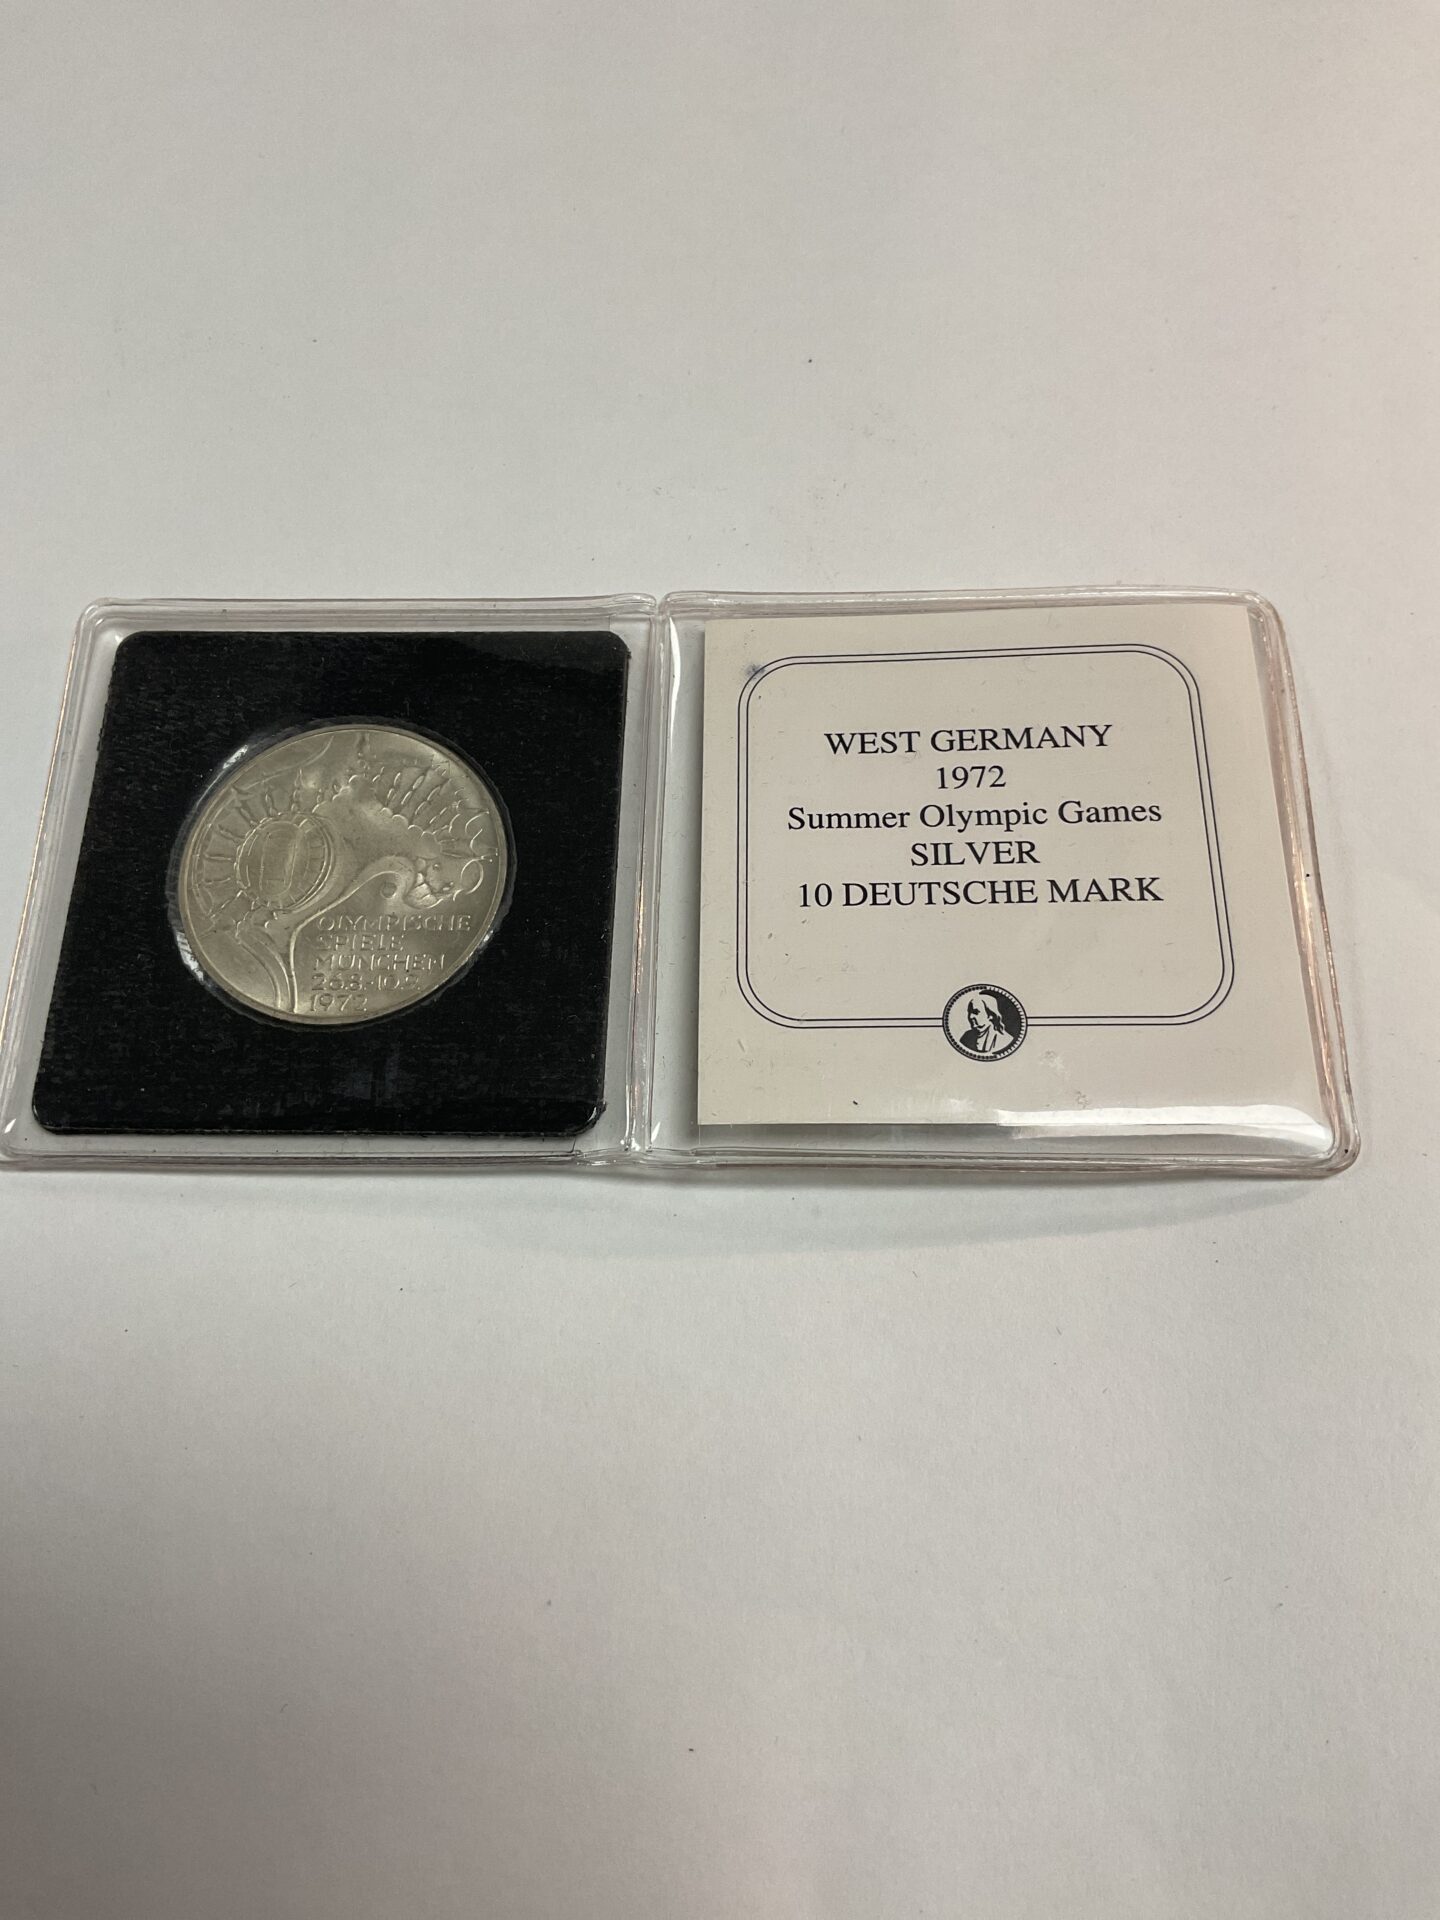 OLYMPISCHE
SPIELE
MÜNCHEN
26.8.-10.9.
1972
WEST GERMANY
1972
Summer Olympic Games
SILVER
10 DEUTSCHE MARK